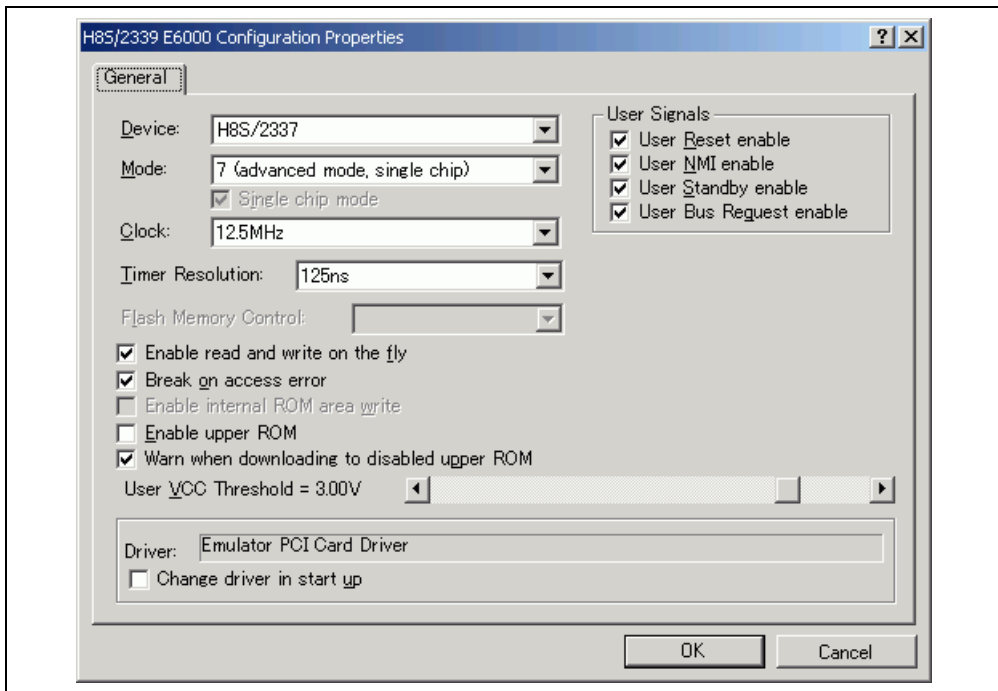 H8S/2339 E6000 Configuration Properties
General
Device: H8S/2337
Mode: 7 (advanced mode, single chip)
Single chip mode
Clock: 12.5MHz
Timer Resolution: 125ns
Flash Memory Control:
Enable read and write on the fly
Break on access error
Enable internal ROM area write
Enable upper ROM
Warn when downloading to disabled upper ROM
User VCC Threshold = 3.00V
User Signals
User Reset enable
User NMI enable
User Standby enable
User Bus Request enable
Driver: Emulator PCI Card Driver
Change driver in start up
OK Cancel